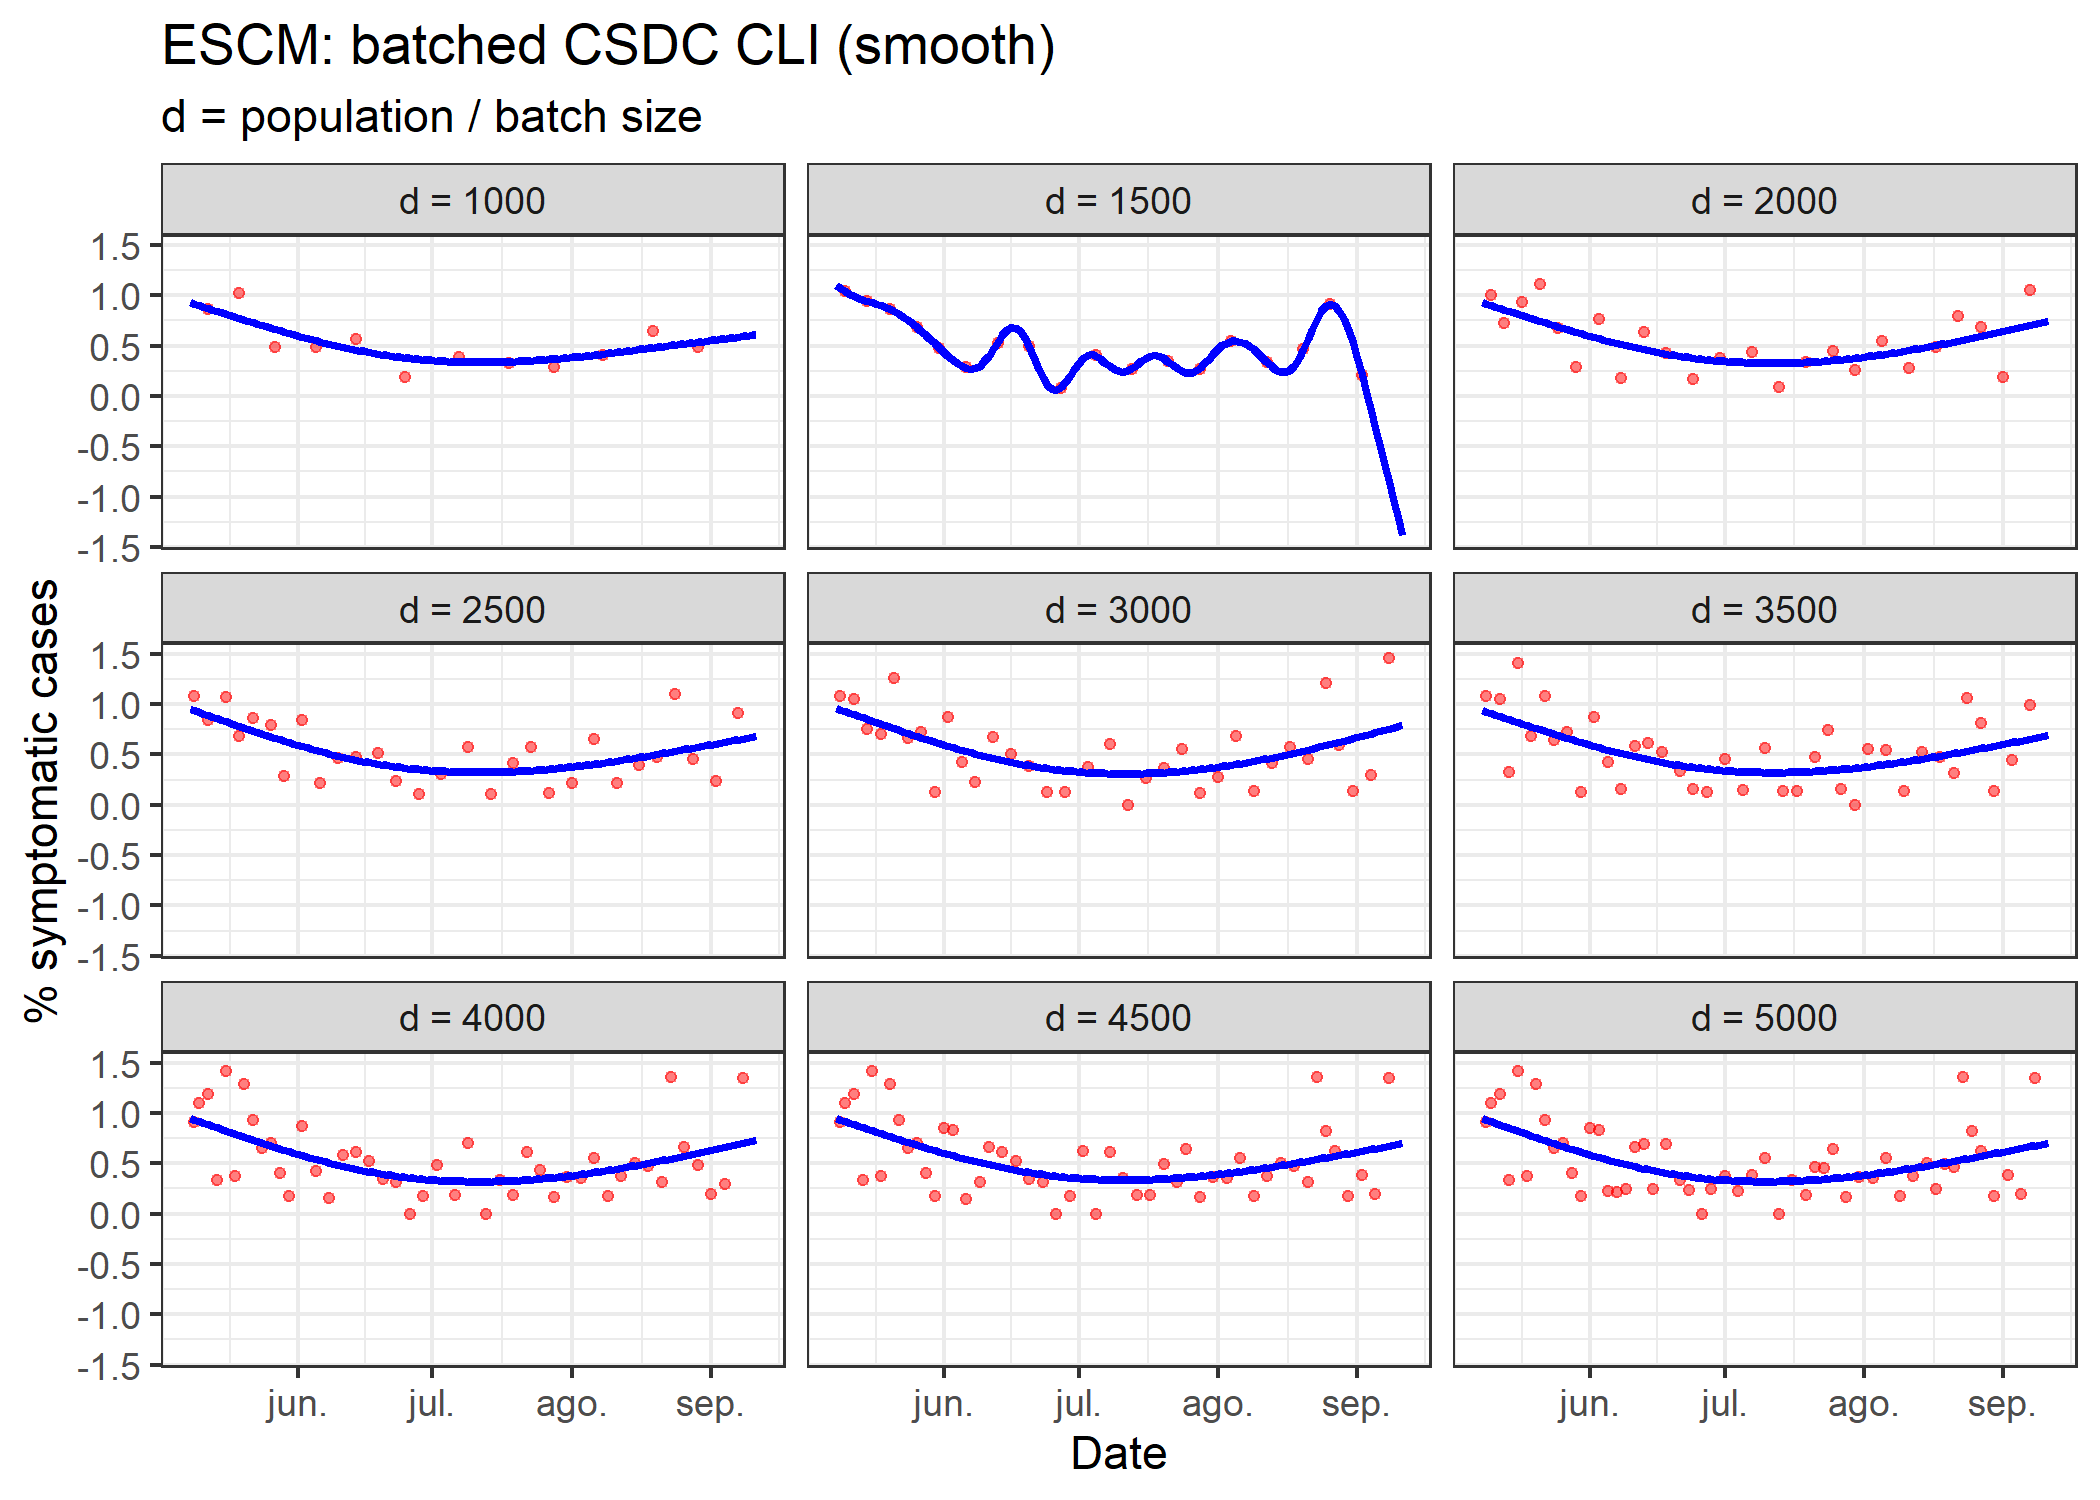 ESCM: batched CSDC CLI (smooth)
d = population / batch size
d = 1000
d = 1500
d = 2000
1.5
1.0
0.5
0.0
-0.5
-1.0
-1.5
d = 2500
d = 3000
d = 3500
1.5
1.0
0.5
0.0
-0.5
-1.0
-1.5
d = 4000
d = 4500
d = 5000
1.5
1.0
0.5
0.0
-0.5
-1.0
-1.5
% symptomatic cases
jun. jul. ago. sep.
jun. jul. ago. sep.
jun. jul. ago. sep.
Date